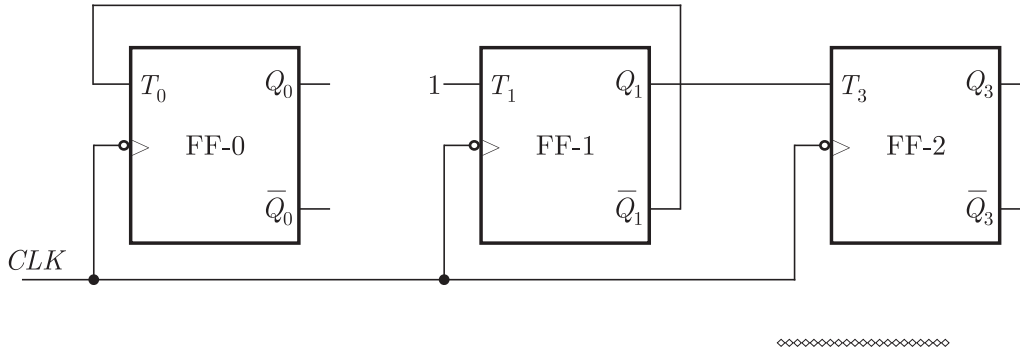 T₀ Q₀ 1 T₁ Q₁ T₃ Q₃
FF-0 FF-1 FF-2
Q̅₀ Q̅₁ Q̅₃
CLK